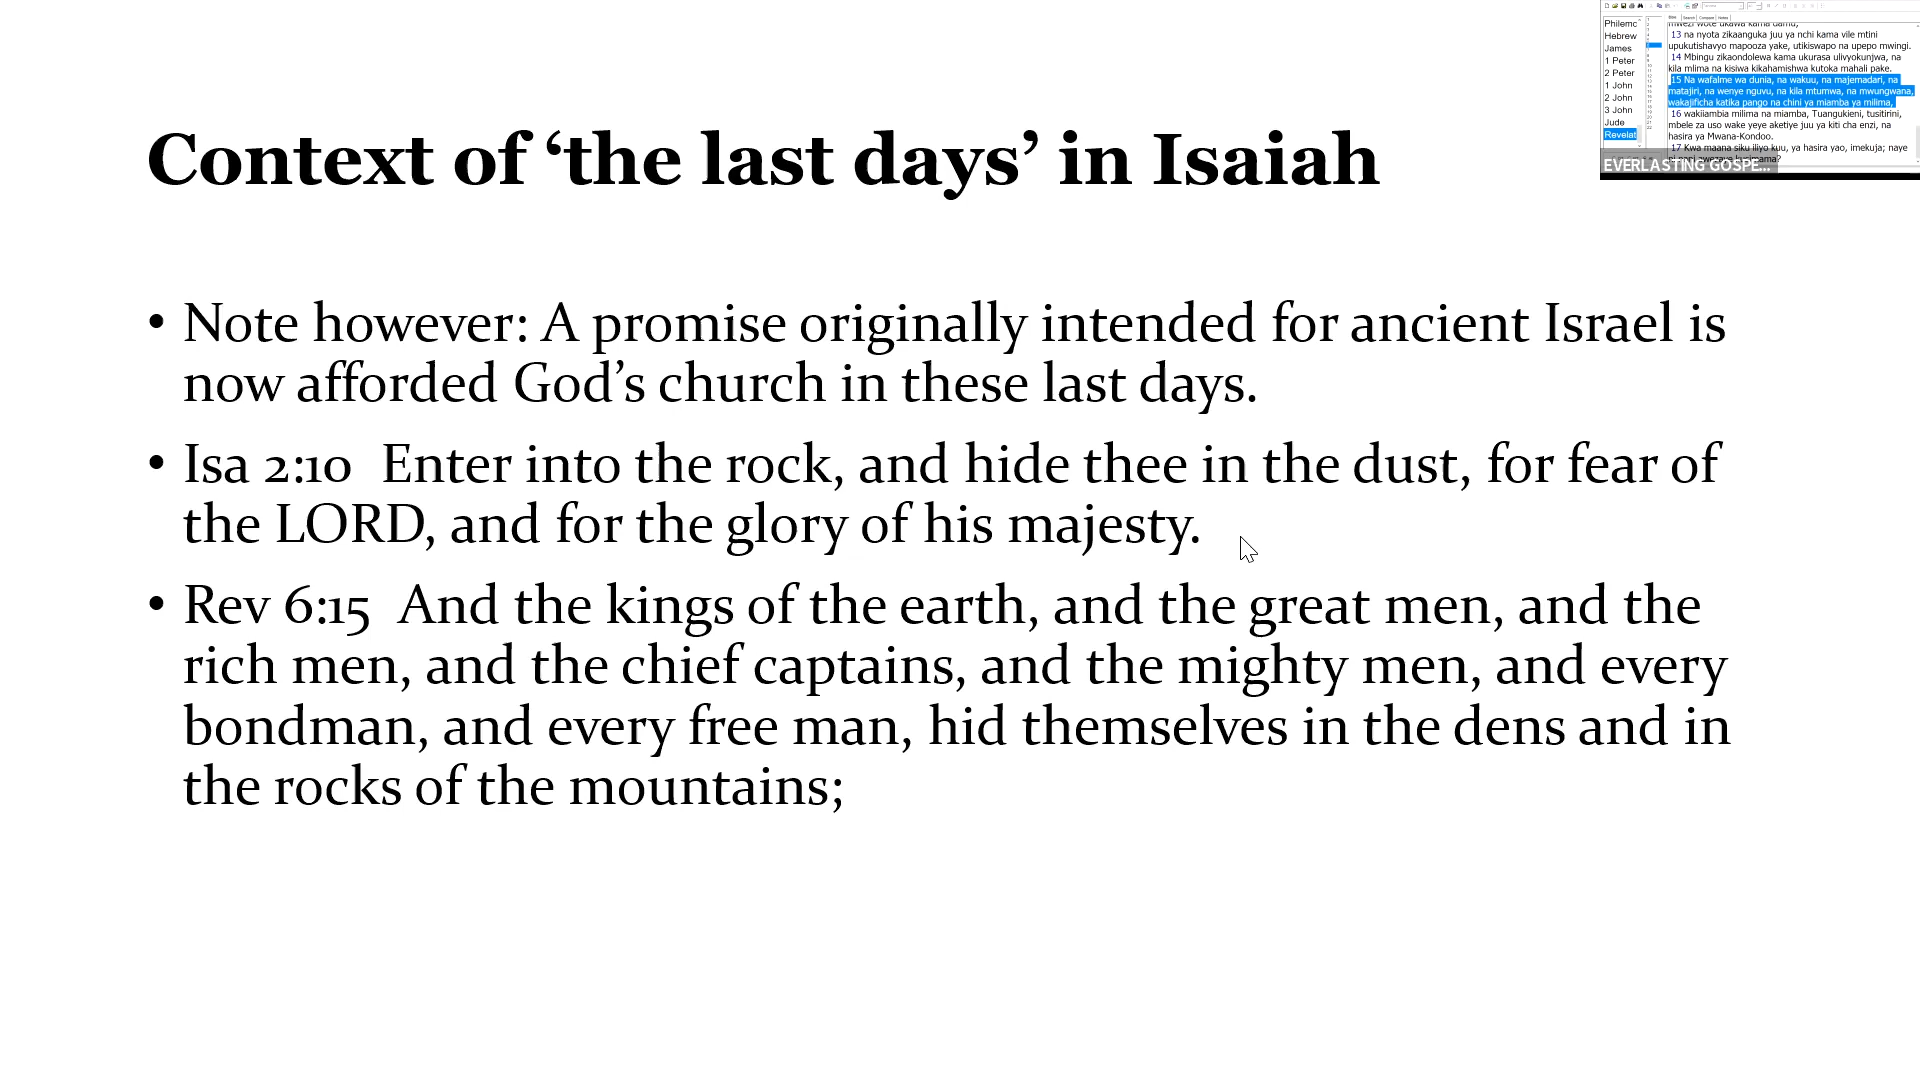 Context of ‘the last days’ in Isaiah
• Note however: A promise originally intended for ancient Israel is
now afforded God’s church in these last days.
• Isa 2:10 Enter into the rock, and hide thee in the dust, for fear of
the LORD, and for the glory of his majesty.
• Rev 6:15 And the kings of the earth, and the great men, and the
rich men, and the chief captains, and the mighty men, and every
bondman, and every free man, hid themselves in the dens and in
the rocks of the mountains;
Philemc
Hebrew
James
1 Peter
2 Peter
1 John
2 John
3 John
Jude
Revelat
mwezi wote ukawa kama damu,
13 na nyota zikaanguka juu ya nchi kama vile mtini
upukutishavyo mapooza yake, utikiswapo na upepo mwingi.
14 Mbingu zikaondolewa kama ukurasa ulivyokunjwa, na
kila mlima na kisiwa kikahamishwa kutoka mahali pake.
15 Na wafalme wa dunia, na wakuu, na majemadari, na
matajiri, na wenye nguvu, na kila mtumwa, na mwungwana,
wakajificha katika pango na chini ya miamba ya milima,
16 wakiiambia milima na miamba, Tuangukieni, tusitirini,
mbele za uso wake yeye aketiye juu ya kiti cha enzi, na
hasira ya Mwana-Kondoo.
17 Kwa maana siku iliyo kuu, ya hasira yao, imekuja; naye
EVERLASTING GOSPE...